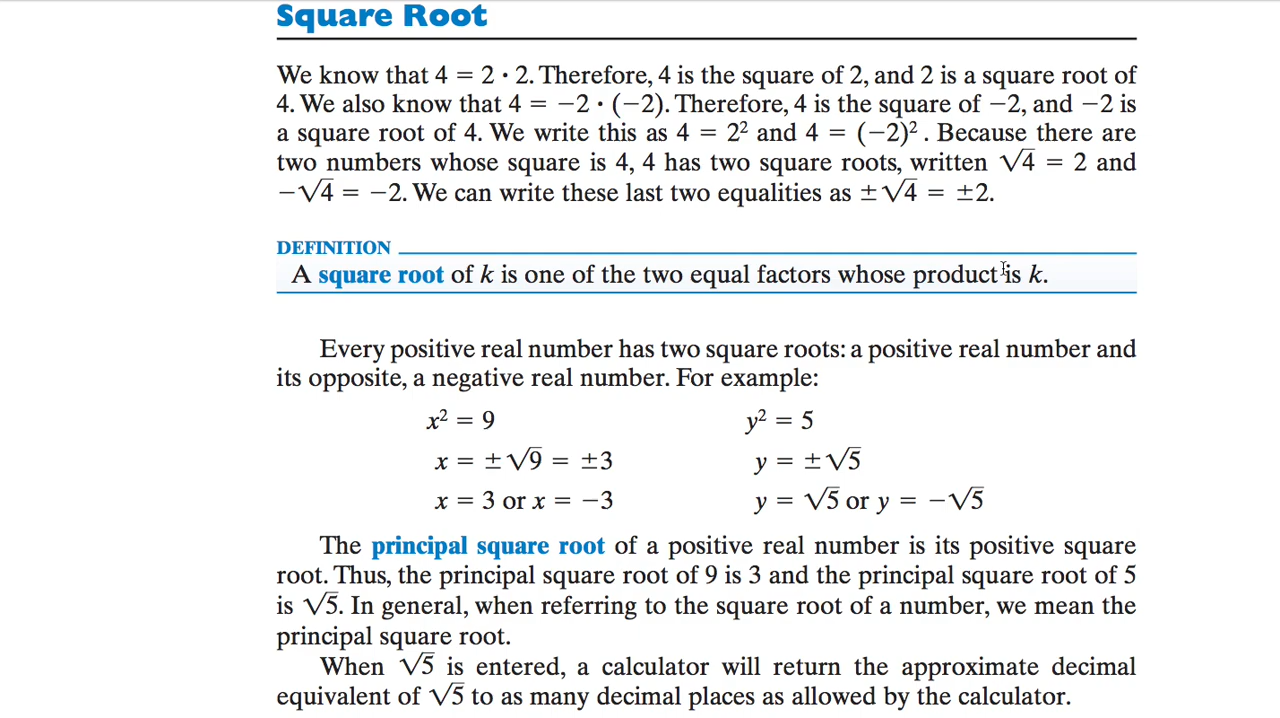 Square Root
We know that 4 = 2 · 2. Therefore, 4 is the square of 2, and 2 is a square root of
4. We also know that 4 = −2 · (−2). Therefore, 4 is the square of −2, and −2 is
a square root of 4. We write this as 4 = 2² and 4 = (−2)². Because there are
two numbers whose square is 4, 4 has two square roots, written √4 = 2 and
−√4 = −2. We can write these last two equalities as ±√4 = ±2.
DEFINITION
A square root of k is one of the two equal factors whose product is k.
Every positive real number has two square roots: a positive real number and
its opposite, a negative real number. For example:
x² = 9 y² = 5
x = ±√9 = ±3 y = ±√5
x = 3 or x = −3 y = √5 or y = −√5
The principal square root of a positive real number is its positive square
root. Thus, the principal square root of 9 is 3 and the principal square root of 5
is √5. In general, when referring to the square root of a number, we mean the
principal square root.
When √5 is entered, a calculator will return the approximate decimal
equivalent of √5 to as many decimal places as allowed by the calculator.